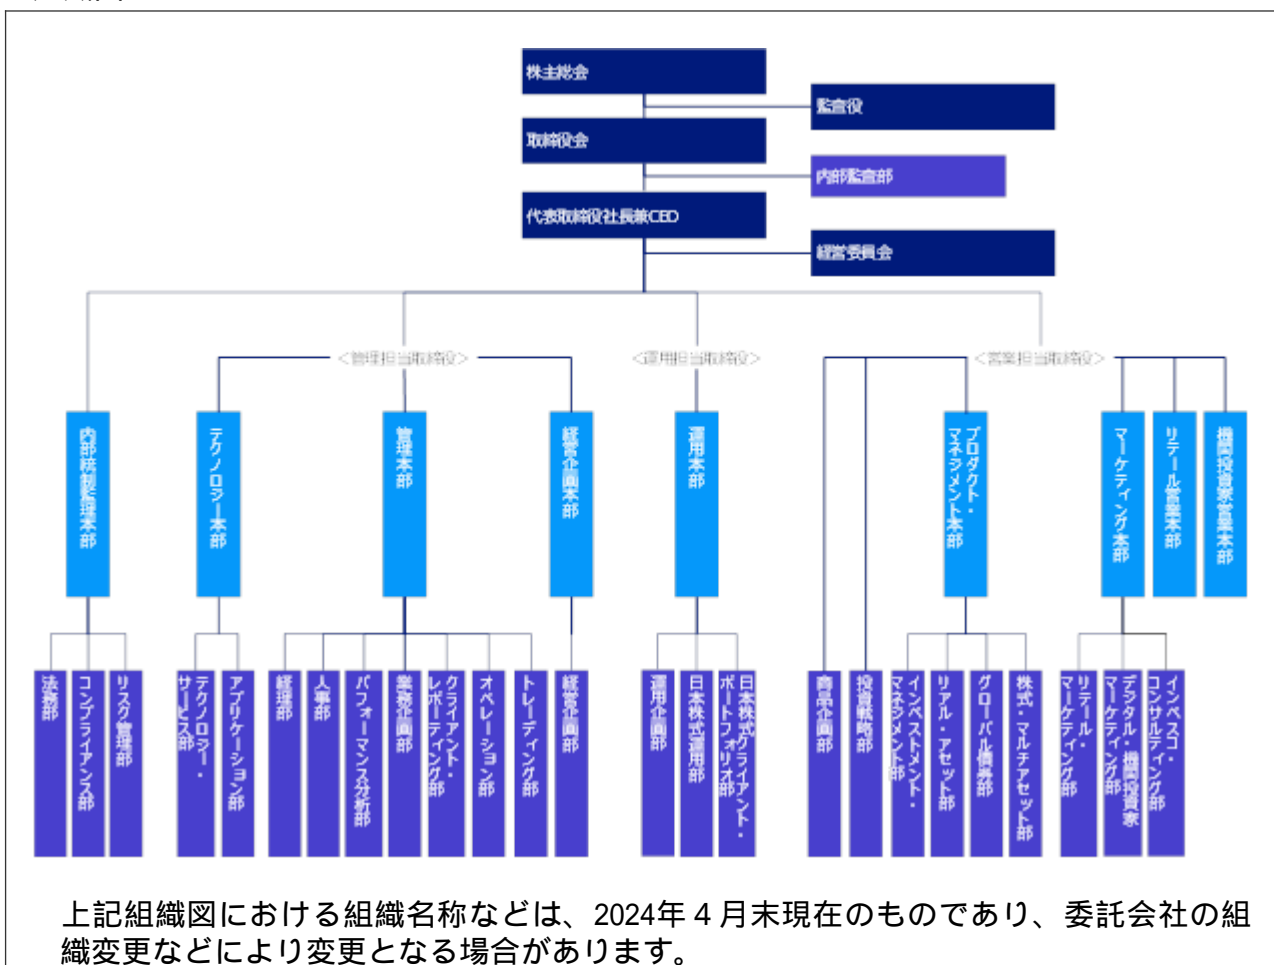 株主総会
監査役
取締役会
内部監査部
代表取締役社長兼CEO
経営委員会
<管理担当取締役>
<運用担当取締役>
<営業担当取締役>
内部統制監理本部
テクノロジー本部
管理本部
経営企画本部
運用本部
プロダクト・
マネジメント本部
マーケティング本部
リテール営業本部
機関投資家営業本部
法務部
コンプライアンス部
リスク管理部
テクノロジー・
サービス部
アプリケーション部
経理部
人事部
パフォーマンス分析部
業務企画部
クライアント・
レポーティング部
オペレーション部
トレーディング部
経営企画部
運用企画部
日本株式運用部
日本株式クライアント・
ポートフォリオ部
商品企画部
投資戦略部
インベストメント・
マネジメント部
リアル・アセット部
グローバル債券部
株式・マルチアセット部
リテール・
マーケティング部
デジタル・機関投資家
マーケティング部
インベスコ・
コンサルティング部
上記組織図における組織名称などは、2024年4月末現在のものであり、委託会社の組
織変更などにより変更となる場合があります。